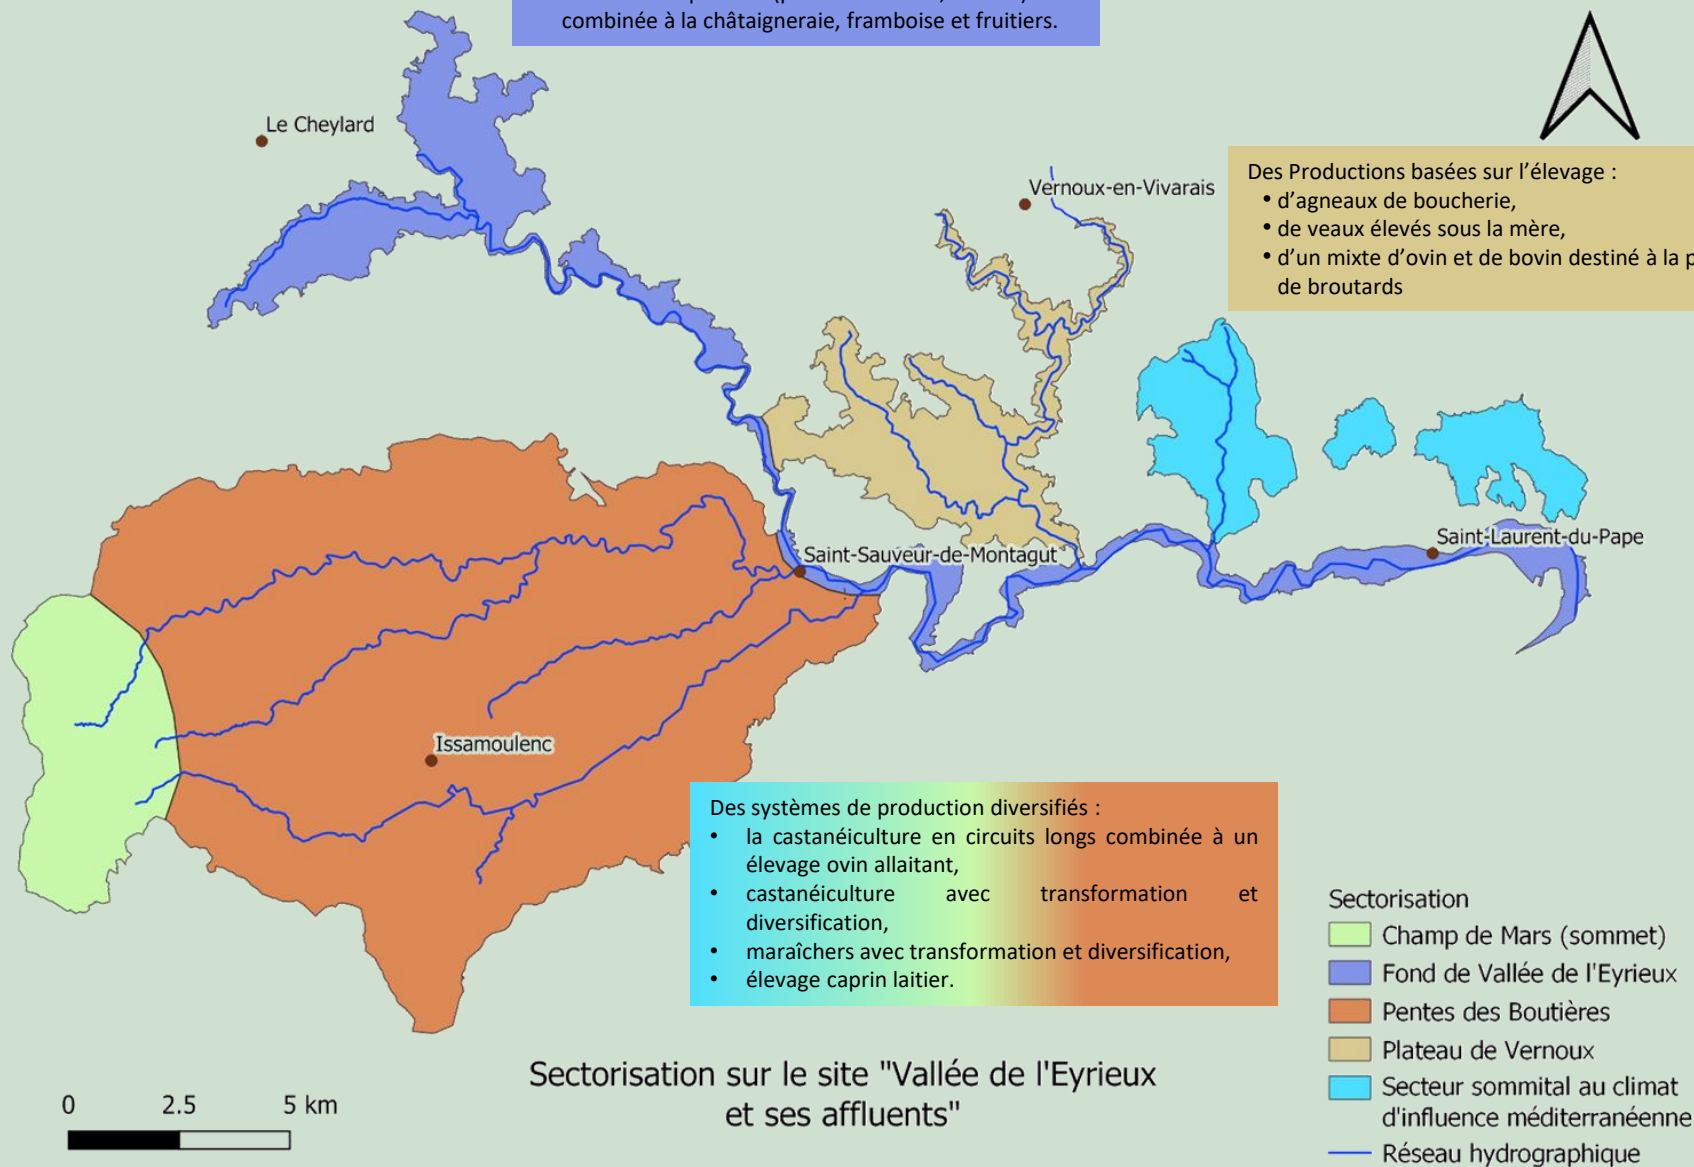 combinée à la châtaigneraie, framboise et fruitiers.
Le Cheylard
Vernoux-en-Vivarais
Des Productions basées sur l’élevage :
• d’agneaux de boucherie,
• de veaux élevés sous la mère,
• d’un mixte d’ovin et de bovin destiné à la p
de broutards
Saint-Sauveur-de-Montagut
Saint-Laurent-du-Pape
Issamoulenc
Des systèmes de production diversifiés :
• la castanéiculture en circuits longs combinée à un
élevage ovin allaitant,
• castanéiculture avec transformation et
diversification,
• maraîchers avec transformation et diversification,
• élevage caprin laitier.
Sectorisation
Champ de Mars (sommet)
Fond de Vallée de l'Eyrieux
Pentes des Boutières
Plateau de Vernoux
Secteur sommital au climat
d'influence méditerranéenne
Réseau hydrographique
Sectorisation sur le site "Vallée de l'Eyrieux
et ses affluents"
0 2.5 5 km